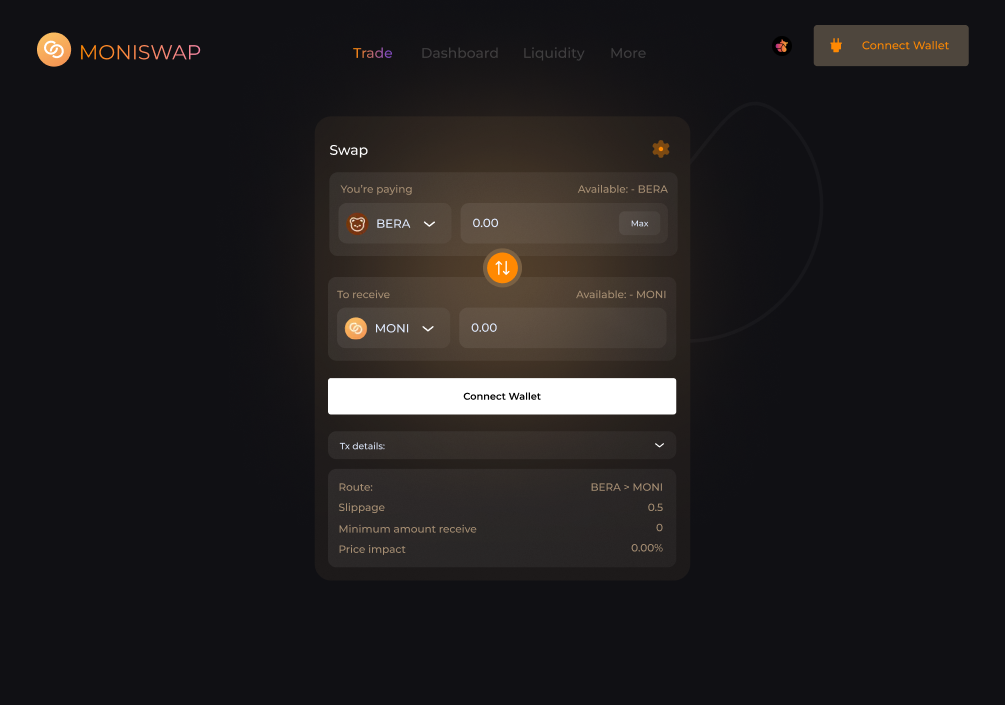 MONISWAP
Trade Dashboard Liquidity More
Connect Wallet
Swap
You're paying Available: - BERA
BERA 0.00 Max
To receive Available: - MONI
MONI 0.00
Connect Wallet
Tx details:
Route: BERA > MONI
Slippage 0.5
Minimum amount receive 0
Price impact 0.00%